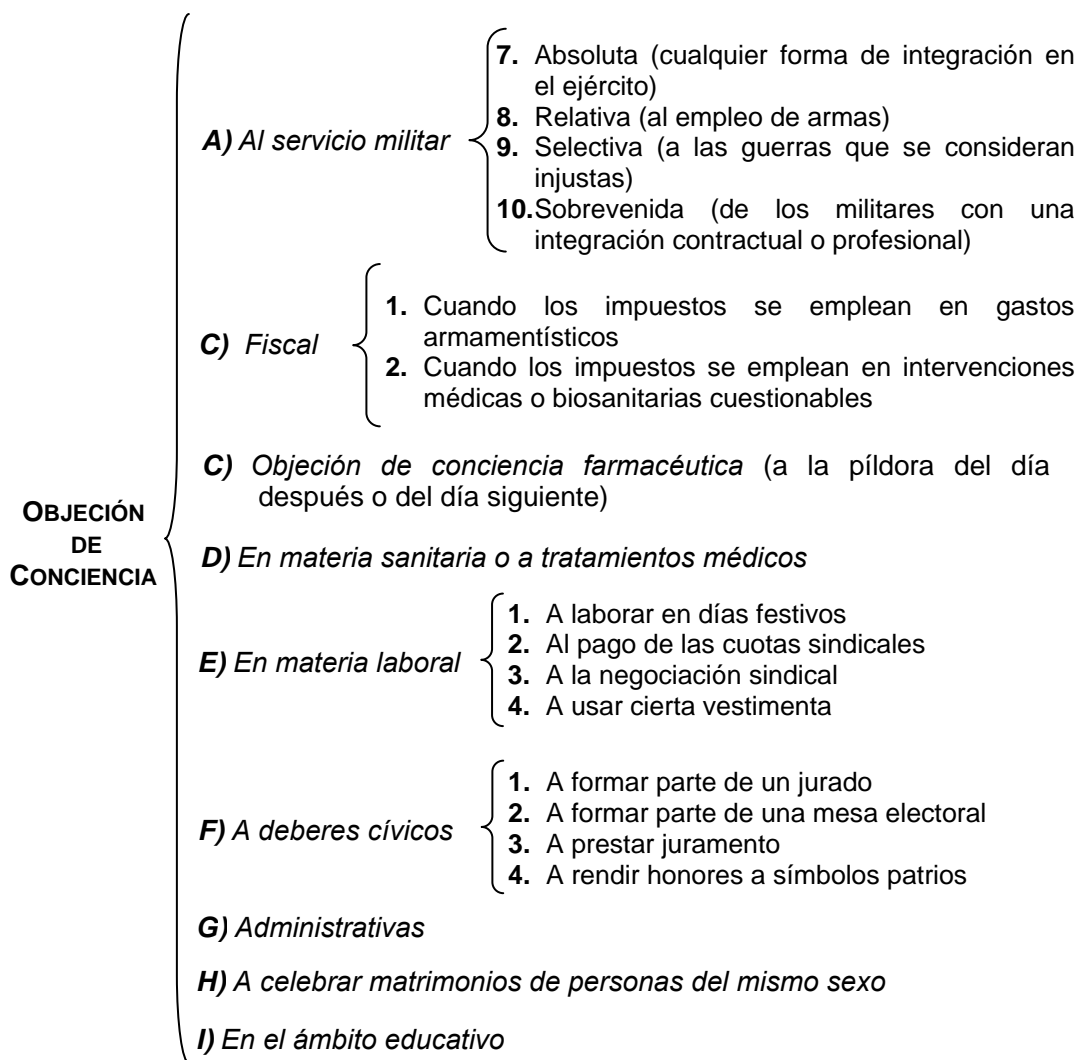 7. Absoluta (cualquier forma de integración en
el ejército)
A) Al servicio militar
8. Relativa (al empleo de armas)
9. Selectiva (a las guerras que se consideran
injustas)
10.Sobrevenida (de los militares con una
integración contractual o profesional)
1. Cuando los impuestos se emplean en gastos
armamentísticos
C) Fiscal
2. Cuando los impuestos se emplean en intervenciones
médicas o biosanitarias cuestionables
C) Objeción de conciencia farmacéutica (a la píldora del día
después o del día siguiente)
OBJECIÓN
DE
CONCIENCIA
D) En materia sanitaria o a tratamientos médicos
E) En materia laboral
1. A laborar en días festivos
2. Al pago de las cuotas sindicales
3. A la negociación sindical
4. A usar cierta vestimenta
F) A deberes cívicos
1. A formar parte de un jurado
2. A formar parte de una mesa electoral
3. A prestar juramento
4. A rendir honores a símbolos patrios
G) Administrativas
H) A celebrar matrimonios de personas del mismo sexo
I) En el ámbito educativo